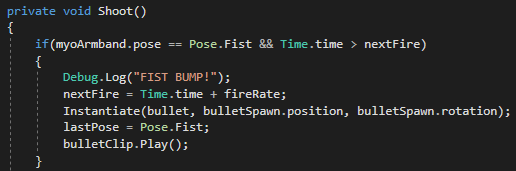 private void Shoot()
{
if(myoArmband.pose == Pose.Fist && Time.time > nextFire)
{
Debug.Log("FIST BUMP!");
nextFire = Time.time + fireRate;
Instantiate(bullet, bulletSpawn.position, bulletSpawn.rotation);
lastPose = Pose.Fist;
bulletClip.Play();
}